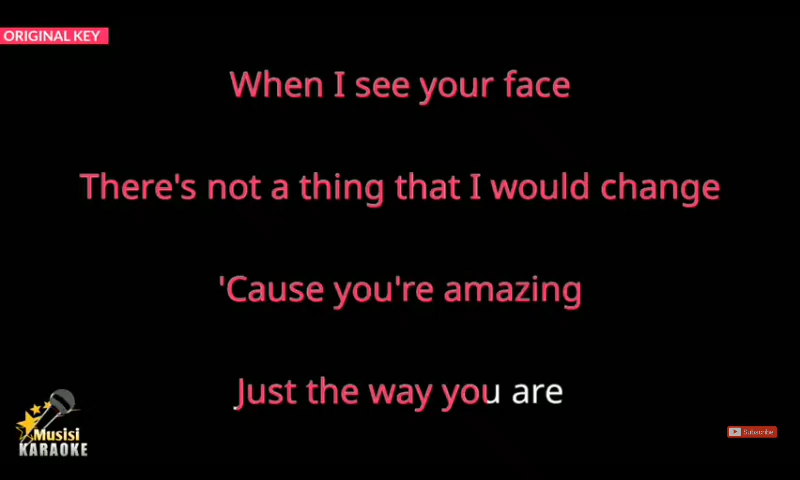 ORIGINAL KEY
When I see your face
There's not a thing that I would change
'Cause you're amazing
Just the way you are
Musisi
KARAOKE
Subscribe